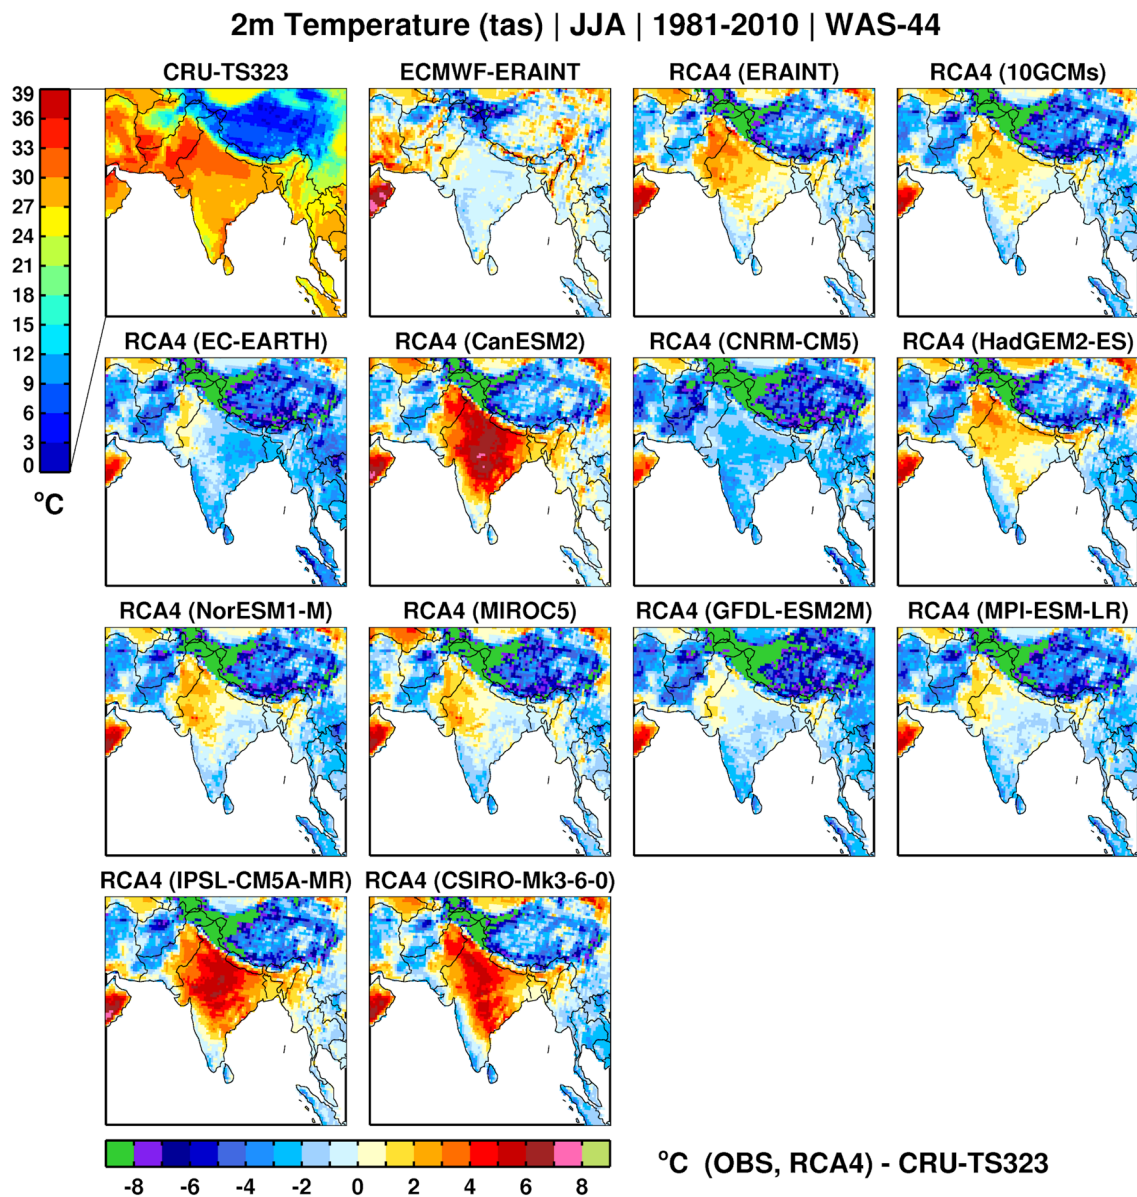 2m Temperature (tas) | JJA | 1981-2010 | WAS-44
CRU-TS323
ECMWF-ERAINT
RCA4 (ERAINT)
RCA4 (10GCMs)
39
36
33
30
27
24
21
18
15
12
9
6
3
0
°C
RCA4 (EC-EARTH)
RCA4 (CanESM2)
RCA4 (CNRM-CM5)
RCA4 (HadGEM2-ES)
RCA4 (NorESM1-M)
RCA4 (MIROC5)
RCA4 (GFDL-ESM2M)
RCA4 (MPI-ESM-LR)
RCA4 (IPSL-CM5A-MR)
RCA4 (CSIRO-Mk3-6-0)
-8 -6 -4 -2 0 2 4 6 8
°C (OBS, RCA4) - CRU-TS323